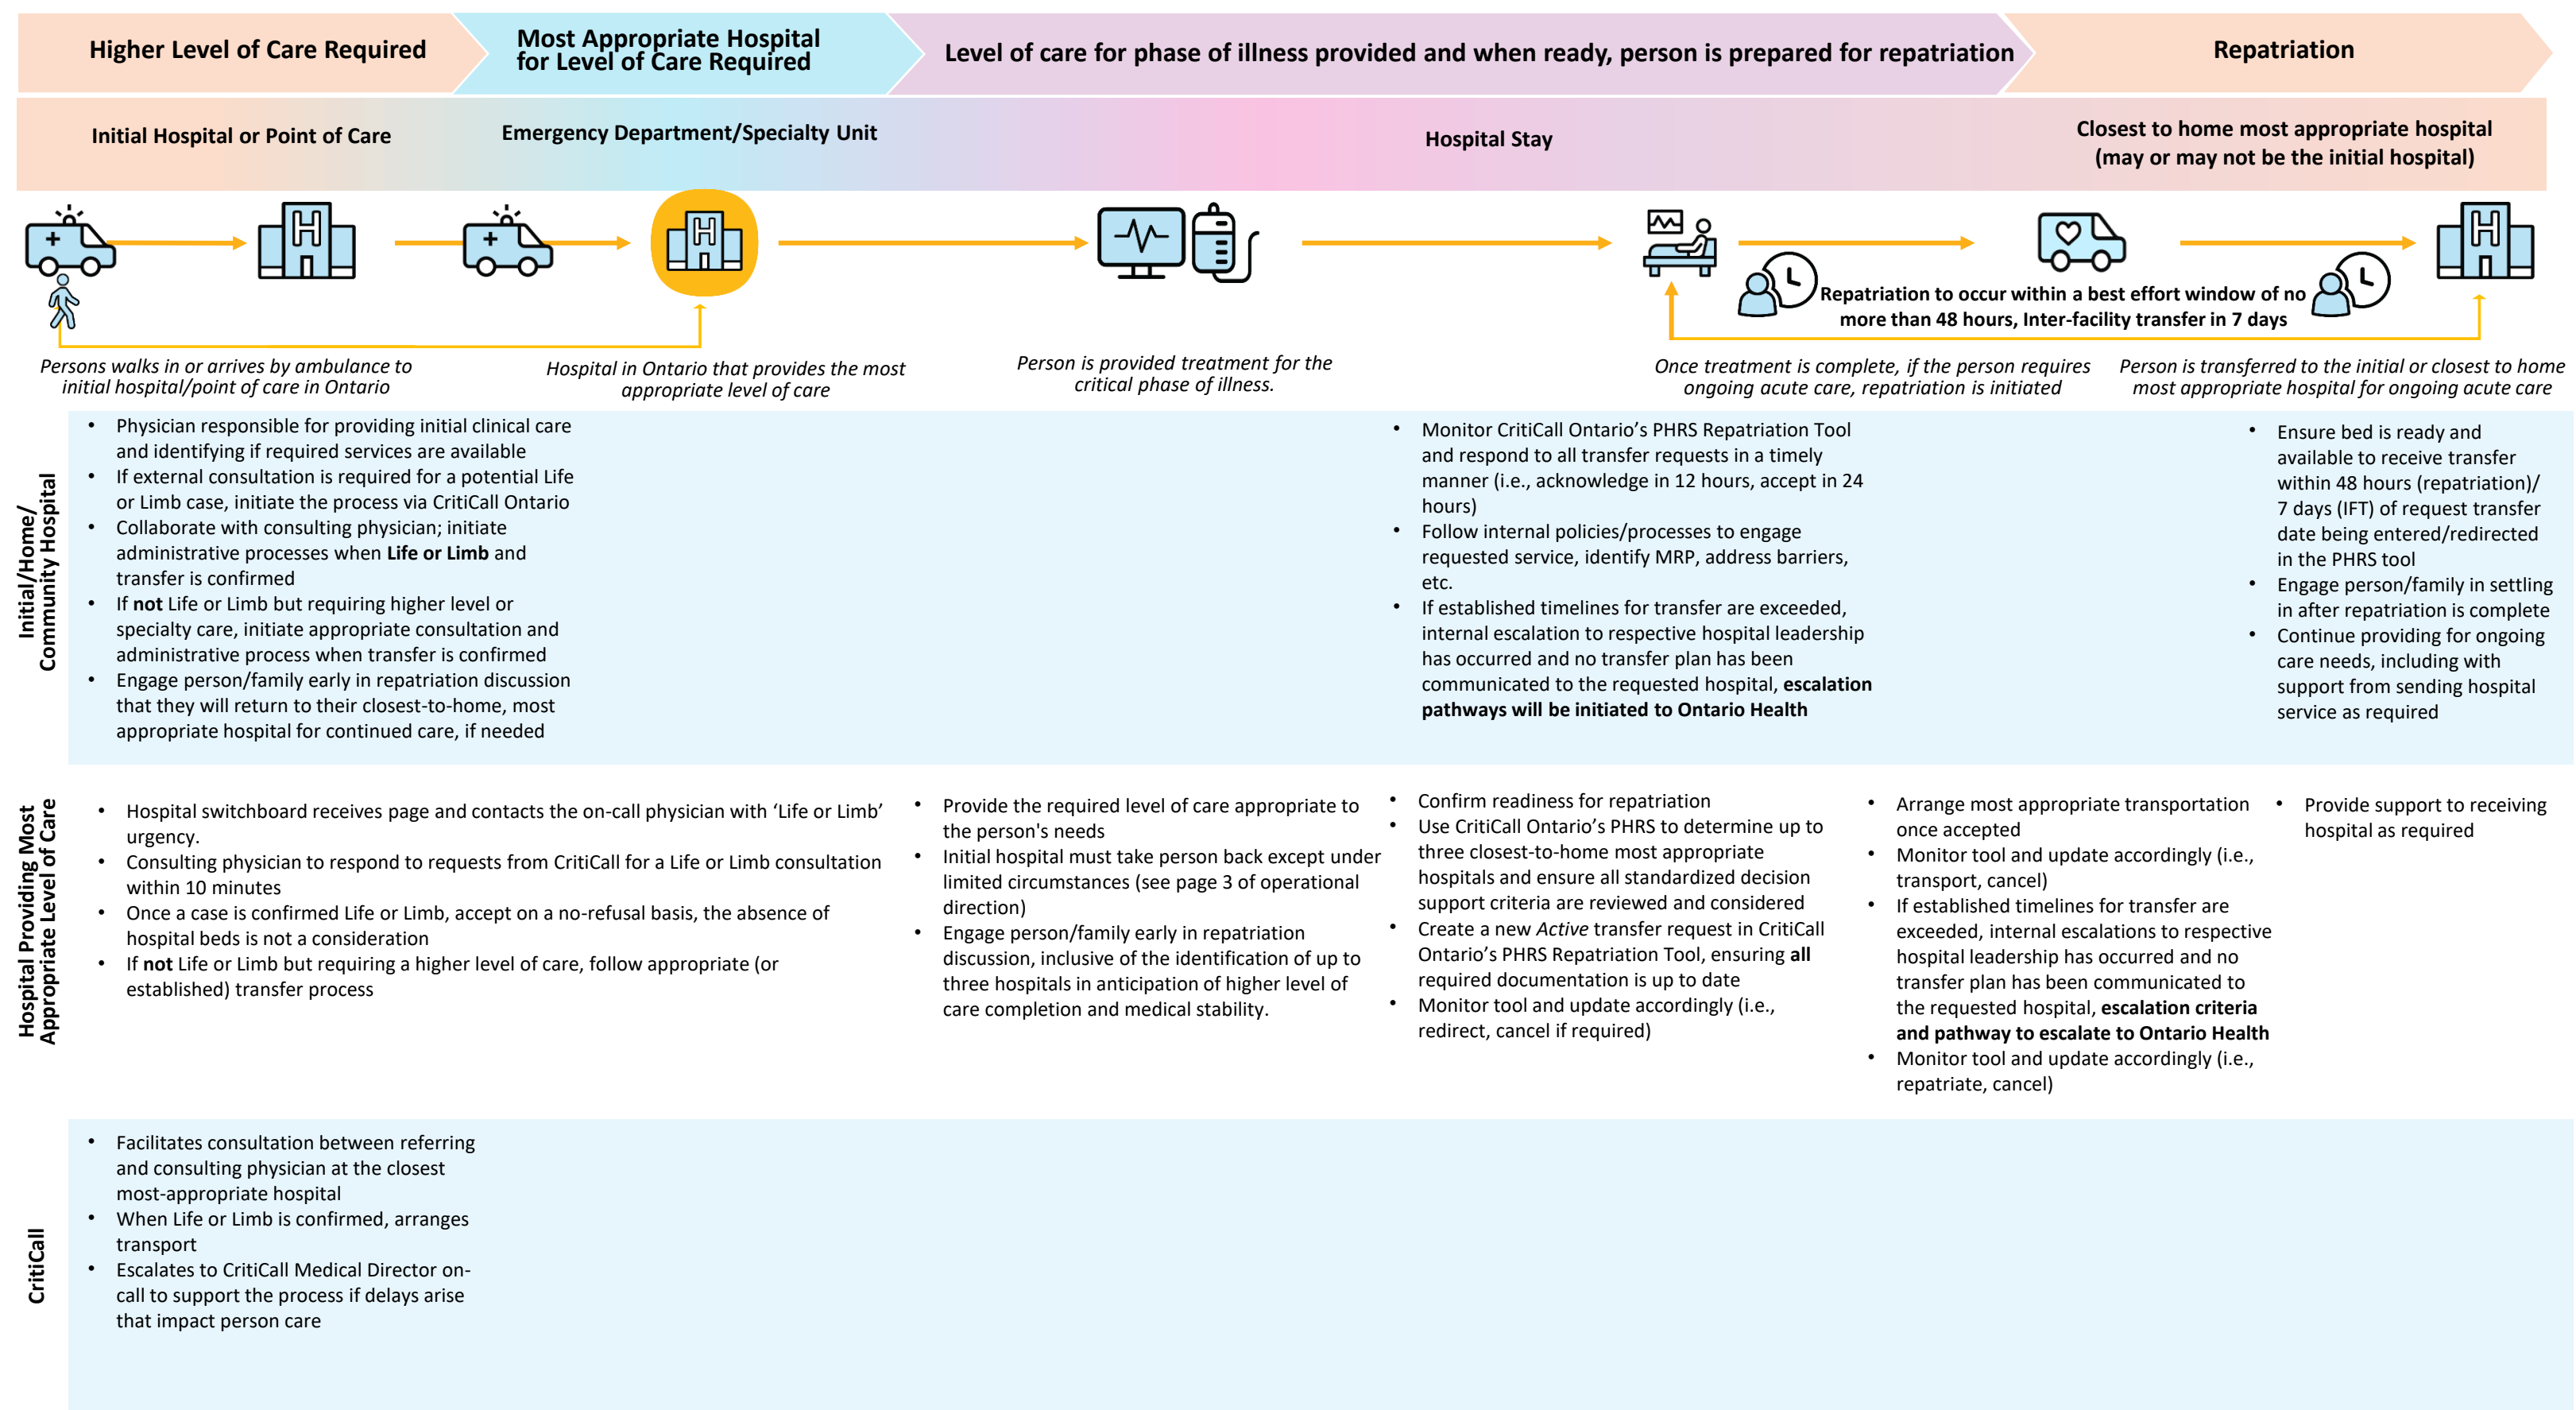 Higher Level of Care Required
Most Appropriate Hospital
for Level of Care Required
Level of care for phase of illness provided and when ready, person is prepared for repatriation
Repatriation
Initial Hospital or Point of Care
Emergency Department/Specialty Unit
Hospital Stay
Closest to home most appropriate hospital
(may or may not be the initial hospital)
H
H
H
Repatriation to occur within a best effort window of no
more than 48 hours, Inter-facility transfer in 7 days
Persons walks in or arrives by ambulance to
initial hospital/point of care in Ontario
Hospital in Ontario that provides the most
appropriate level of care
Person is provided treatment for the
critical phase of illness.
Once treatment is complete, if the person requires
ongoing acute care, repatriation is initiated
Person is transferred to the initial or closest to home
most appropriate hospital for ongoing acute care
Initial/Home/
Community Hospital
• Physician responsible for providing initial clinical care
and identifying if required services are available
• If external consultation is required for a potential Life
or Limb case, initiate the process via CritiCall Ontario
• Collaborate with consulting physician; initiate
administrative processes when Life or Limb and
transfer is confirmed
• If not Life or Limb but requiring higher level or
specialty care, initiate appropriate consultation and
administrative process when transfer is confirmed
• Engage person/family early in repatriation discussion
that they will return to their closest-to-home, most
appropriate hospital for continued care, if needed
• Monitor CritiCall Ontario’s PHRS Repatriation Tool
and respond to all transfer requests in a timely
manner (i.e., acknowledge in 12 hours, accept in 24
hours)
• Follow internal policies/processes to engage
requested service, identify MRP, address barriers,
etc.
• If established timelines for transfer are exceeded,
internal escalation to respective hospital leadership
has occurred and no transfer plan has been
communicated to the requested hospital, escalation
pathways will be initiated to Ontario Health
• Ensure bed is ready and
available to receive transfer
within 48 hours (repatriation)/
7 days (IFT) of request transfer
date being entered/redirected
in the PHRS tool
• Engage person/family in settling
in after repatriation is complete
• Continue providing for ongoing
care needs, including with
support from sending hospital
service as required
Hospital Providing Most
Appropriate Level of Care
• Hospital switchboard receives page and contacts the on-call physician with ‘Life or Limb’
urgency.
• Consulting physician to respond to requests from CritiCall for a Life or Limb consultation
within 10 minutes
• Once a case is confirmed Life or Limb, accept on a no-refusal basis, the absence of
hospital beds is not a consideration
• If not Life or Limb but requiring a higher level of care, follow appropriate (or
established) transfer process
• Provide the required level of care appropriate to
the person's needs
• Initial hospital must take person back except under
limited circumstances (see page 3 of operational
direction)
• Engage person/family early in repatriation
discussion, inclusive of the identification of up to
three hospitals in anticipation of higher level of
care completion and medical stability.
• Confirm readiness for repatriation
• Use CritiCall Ontario’s PHRS to determine up to
three closest-to-home most appropriate
hospitals and ensure all standardized decision
support criteria are reviewed and considered
• Create a new Active transfer request in CritiCall
Ontario’s PHRS Repatriation Tool, ensuring all
required documentation is up to date
• Monitor tool and update accordingly (i.e.,
redirect, cancel if required)
• Arrange most appropriate transportation
once accepted
• Monitor tool and update accordingly (i.e.,
transport, cancel)
• If established timelines for transfer are
exceeded, internal escalations to respective
hospital leadership has occurred and no
transfer plan has been communicated to
the requested hospital, escalation criteria
and pathway to escalate to Ontario Health
• Monitor tool and update accordingly (i.e.,
repatriate, cancel)
• Provide support to receiving
hospital as required
CritiCall
• Facilitates consultation between referring
and consulting physician at the closest
most-appropriate hospital
• When Life or Limb is confirmed, arranges
transport
• Escalates to CritiCall Medical Director on-
call to support the process if delays arise
that impact person care